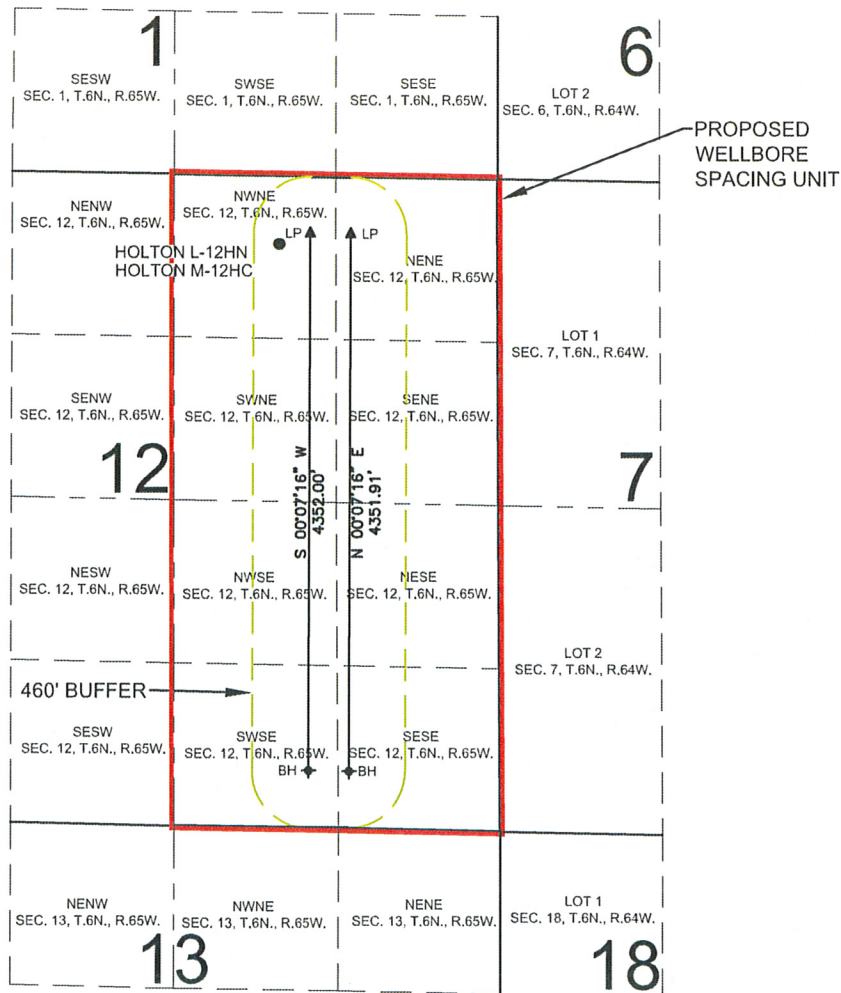 1
6
SESW
SEC. 1, T.6N., R.65W.
SWSE
SEC. 1, T.6N., R.65W.
SESE
SEC. 1, T.6N., R.65W.
LOT 2
SEC. 6, T.6N., R.64W.
PROPOSED
WELLBORE
SPACING UNIT
NENW
SEC. 12, T.6N., R.65W.
NWNE
SEC. 12, T.6N., R.65W.
LP
LP
HOLTON L-12HN
HOLTON M-12HC
NENE
SEC. 12, T.6N., R.65W.
LOT 1
SEC. 7, T.6N., R.64W.
SENW
SEC. 12, T.6N., R.65W.
SWNE
SEC. 12, T.6N., R.65W.
SENE
SEC. 12, T.6N., R.65W.
12
7
S 00°07'16" W
4352.00'
N 00°07'16" E
4351.91'
NESW
SEC. 12, T.6N., R.65W.
NWSE
SEC. 12, T.6N., R.65W.
NESE
SEC. 12, T.6N., R.65W.
LOT 2
SEC. 7, T.6N., R.64W.
460' BUFFER
SESW
SEC. 12, T.6N., R.65W.
SWSE
SEC. 12, T.6N., R.65W.
SESE
SEC. 12, T.6N., R.65W.
BH
BH
NENW
SEC. 13, T.6N., R.65W.
NWNE
SEC. 13, T.6N., R.65W.
NENE
SEC. 13, T.6N., R.65W.
LOT 1
SEC. 18, T.6N., R.64W.
13
18